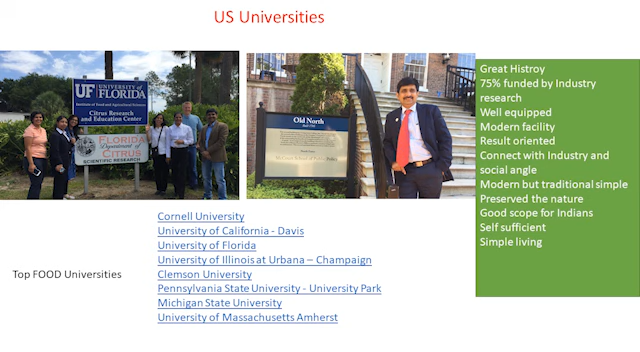 US Universities
UNIVERSITY of
UF FLORIDA
Institute of Food and Agricultural Sciences
Citrus Research
and Education Center
FLORIDA
Department of
CITRUS
SCIENTIFIC RESEARCH
Old North
Great Histroy
75% funded by Industry
research
Well equipped
Modern facility
Result oriented
Connect with Industry and
social angle
Modern but traditional simple
Preserved the nature
Good scope for Indians
Self sufficient
Simple living
Top FOOD Universities
Cornell University
University of California - Davis
University of Florida
University of Illinois at Urbana – Champaign
Clemson University
Pennsylvania State University - University Park
Michigan State University
University of Massachusetts Amherst